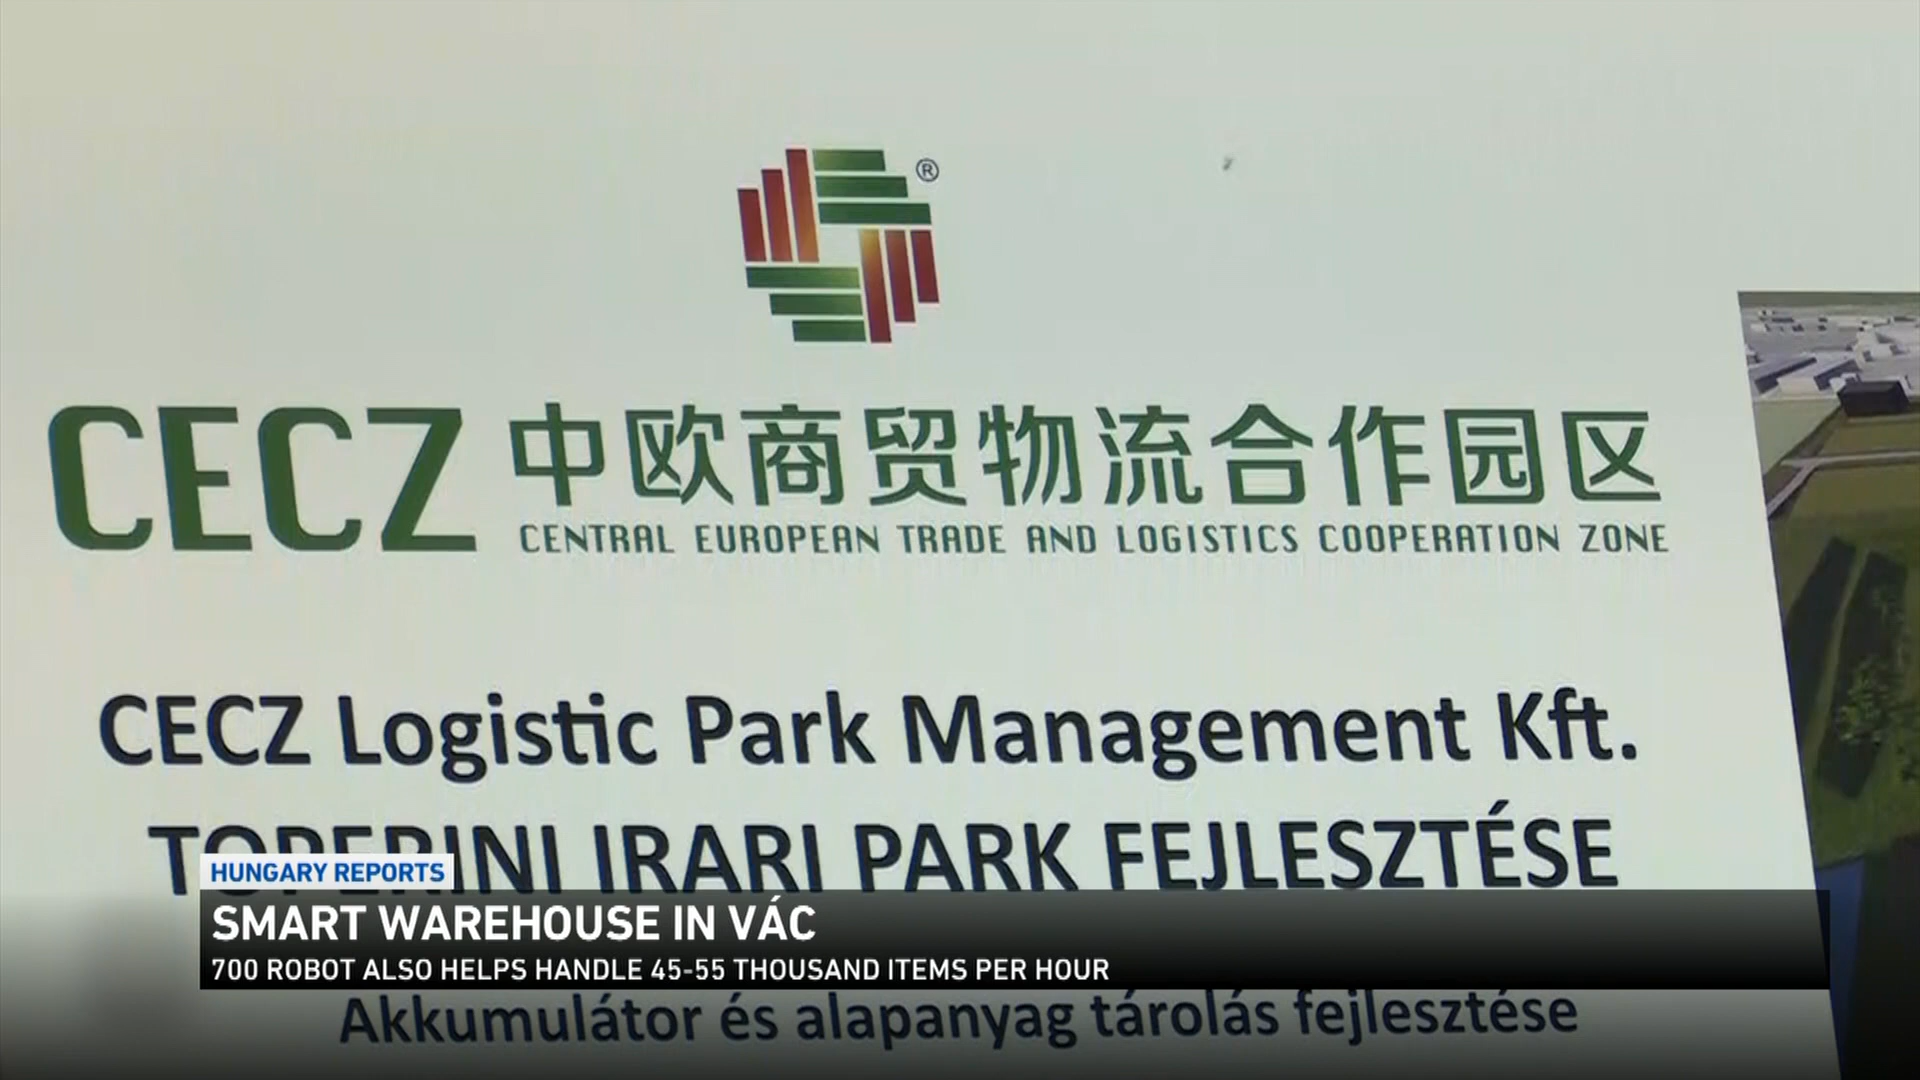 ®
CECZ 中欧商贸物流合作园区
CENTRAL EUROPEAN TRADE AND LOGISTICS COOPERATION ZONE
CECZ Logistic Park Management Kft.
TOPERINI IRARI PARK FEJLESZTÉSE
HUNGARY REPORTS
SMART WAREHOUSE IN VÁC
700 ROBOT ALSO HELPS HANDLE 45-55 THOUSAND ITEMS PER HOUR
Akkumulátor és alapanyag tárolás fejlesztése